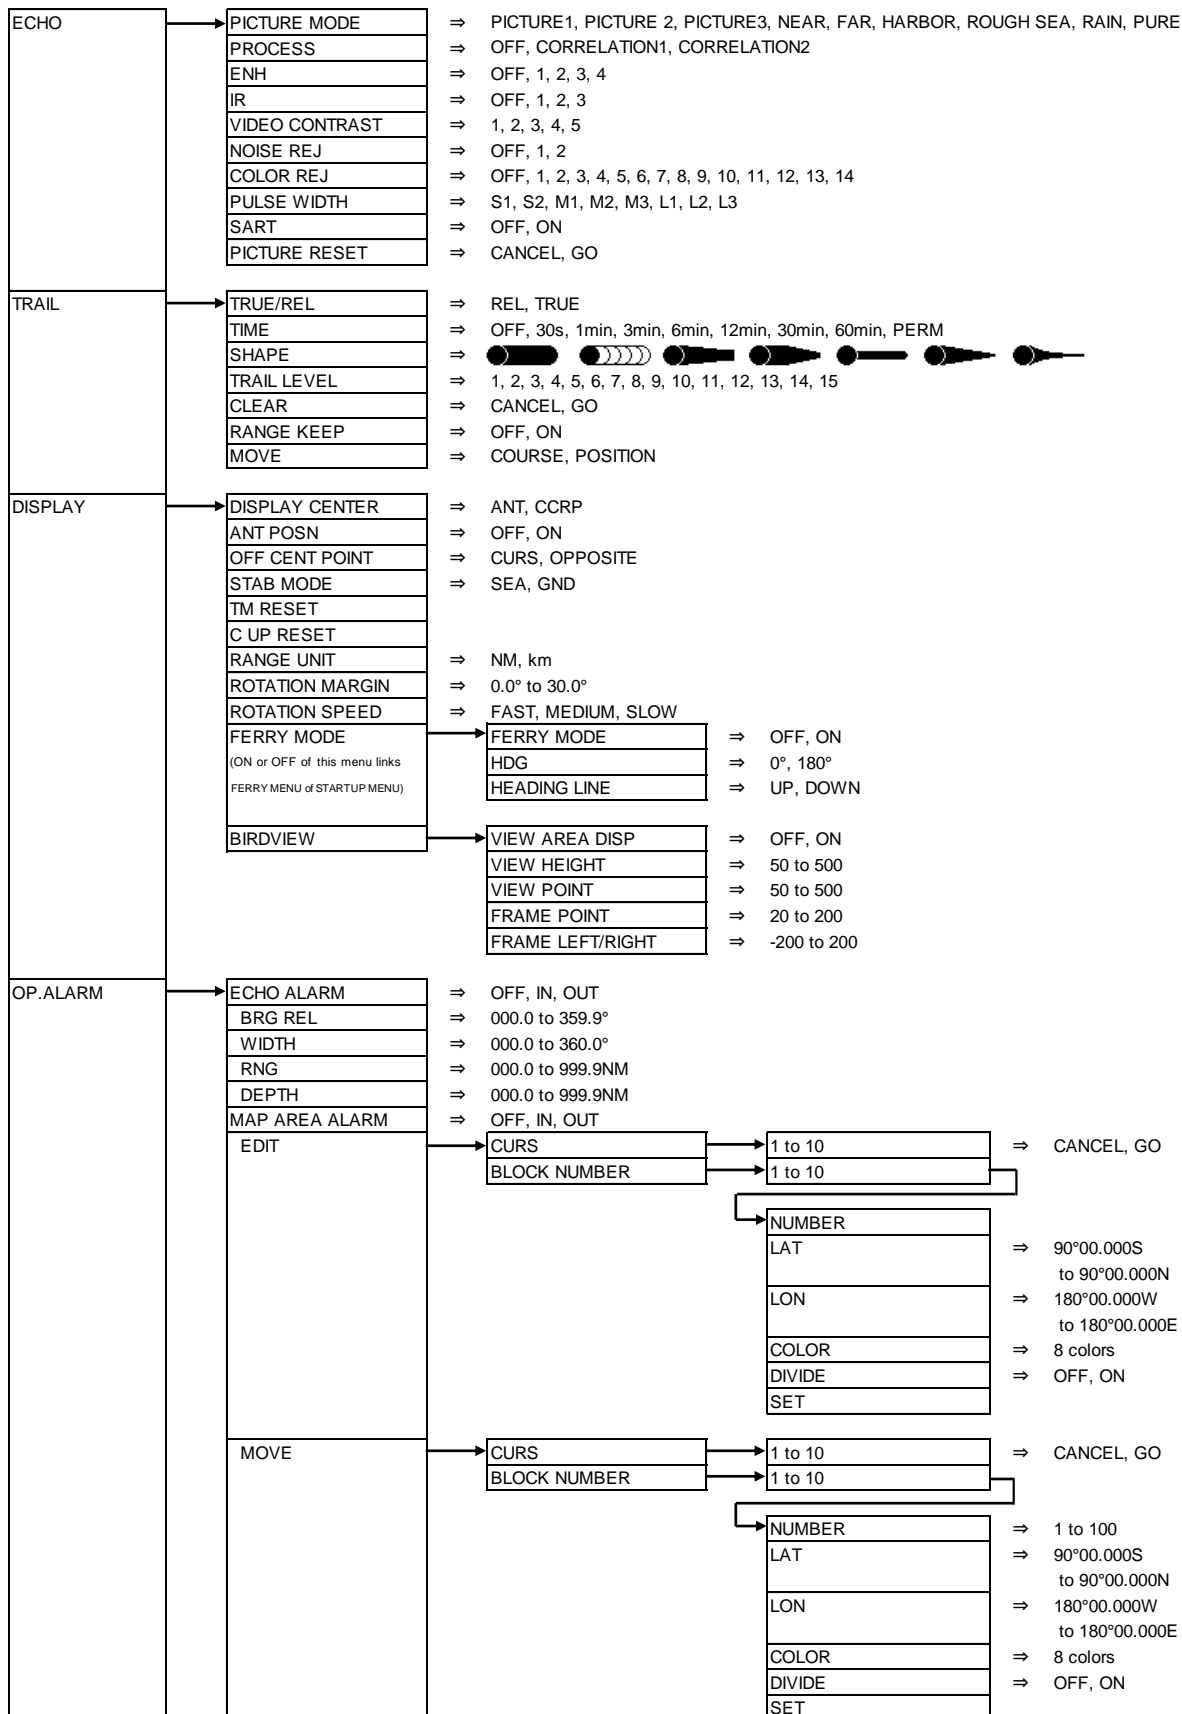 ECHO PICTURE MODE ⇒ PICTURE1, PICTURE 2, PICTURE3, NEAR, FAR, HARBOR, ROUGH SEA, RAIN, PURE
PROCESS ⇒ OFF, CORRELATION1, CORRELATION2
ENH ⇒ OFF, 1, 2, 3, 4
IR ⇒ OFF, 1, 2, 3
VIDEO CONTRAST ⇒ 1, 2, 3, 4, 5
NOISE REJ ⇒ OFF, 1, 2
COLOR REJ ⇒ OFF, 1, 2, 3, 4, 5, 6, 7, 8, 9, 10, 11, 12, 13, 14
PULSE WIDTH ⇒ S1, S2, M1, M2, M3, L1, L2, L3
SART ⇒ OFF, ON
PICTURE RESET ⇒ CANCEL, GO
TRAIL TRUE/REL ⇒ REL, TRUE
TIME ⇒ OFF, 30s, 1min, 3min, 6min, 12min, 30min, 60min, PERM
SHAPE ⇒
TRAIL LEVEL ⇒ 1, 2, 3, 4, 5, 6, 7, 8, 9, 10, 11, 12, 13, 14, 15
CLEAR ⇒ CANCEL, GO
RANGE KEEP ⇒ OFF, ON
MOVE ⇒ COURSE, POSITION
DISPLAY DISPLAY CENTER ⇒ ANT, CCRP
ANT POSN ⇒ OFF, ON
OFF CENT POINT ⇒ CURS, OPPOSITE
STAB MODE ⇒ SEA, GND
TM RESET
C UP RESET
RANGE UNIT ⇒ NM, km
ROTATION MARGIN ⇒ 0.0° to 30.0°
ROTATION SPEED ⇒ FAST, MEDIUM, SLOW
FERRY MODE FERRY MODE ⇒ OFF, ON
(ON or OFF of this menu links HDG ⇒ 0°, 180°
FERRY MENU of STARTUP MENU) HEADING LINE ⇒ UP, DOWN
BIRDVIEW VIEW AREA DISP ⇒ OFF, ON
VIEW HEIGHT ⇒ 50 to 500
VIEW POINT ⇒ 50 to 500
FRAME POINT ⇒ 20 to 200
FRAME LEFT/RIGHT ⇒ -200 to 200
OP.ALARM ECHO ALARM ⇒ OFF, IN, OUT
BRG REL ⇒ 000.0 to 359.9°
WIDTH ⇒ 000.0 to 360.0°
RNG ⇒ 000.0 to 999.9NM
DEPTH ⇒ 000.0 to 999.9NM
MAP AREA ALARM ⇒ OFF, IN, OUT
EDIT CURS 1 to 10 ⇒ CANCEL, GO
BLOCK NUMBER 1 to 10
NUMBER
LAT ⇒ 90°00.000S
to 90°00.000N
LON ⇒ 180°00.000W
to 180°00.000E
COLOR ⇒ 8 colors
DIVIDE ⇒ OFF, ON
SET
MOVE CURS 1 to 10 ⇒ CANCEL, GO
BLOCK NUMBER 1 to 10
NUMBER ⇒ 1 to 100
LAT ⇒ 90°00.000S
to 90°00.000N
LON ⇒ 180°00.000W
to 180°00.000E
COLOR ⇒ 8 colors
DIVIDE ⇒ OFF, ON
SET